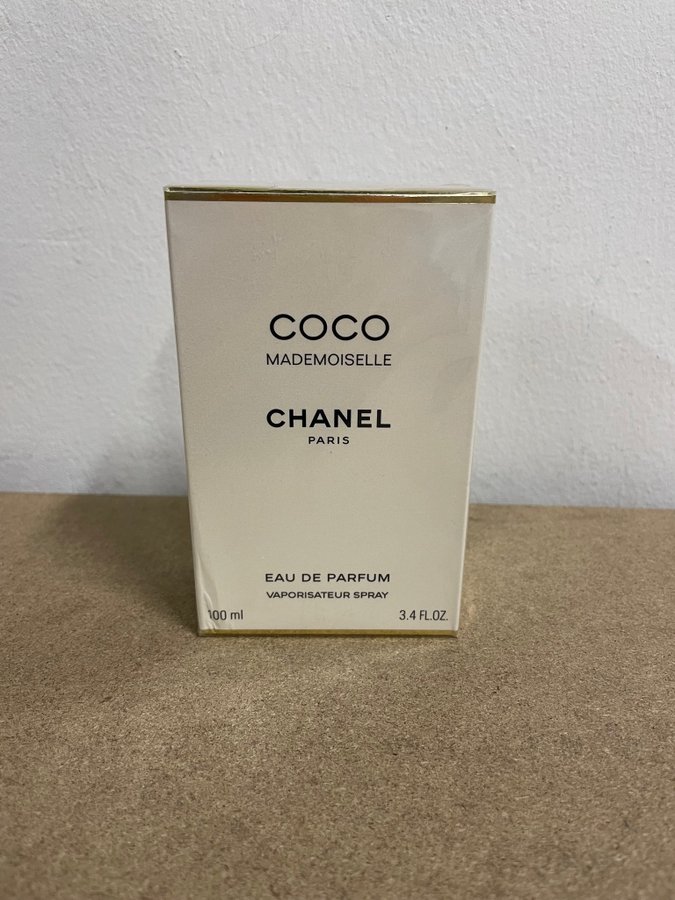 COCO
MADEMOISELLE
CHANEL
PARIS
EAU DE PARFUM
VAPORISATEUR SPRAY
100 ml 3.4 FL.OZ.